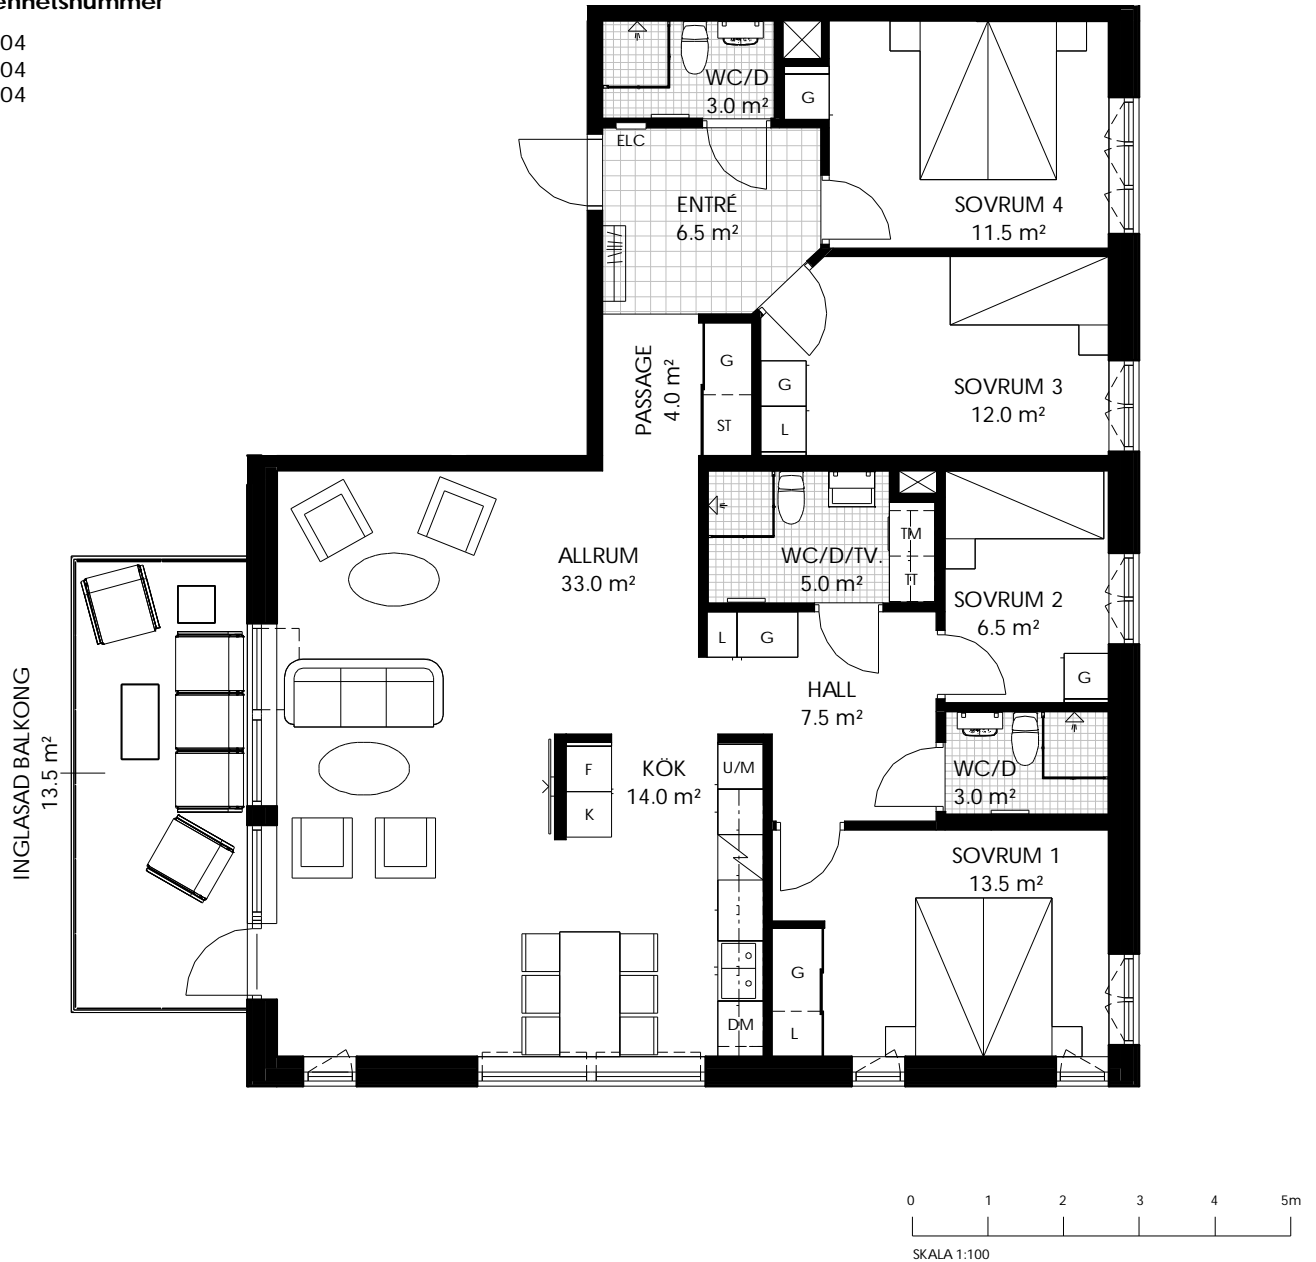 04
04
04
WC/D
3.0 m²
G
ELC
ENTRÉ
6.5 m²
SOVRUM 4
11.5 m²
PASSAGE
4.0 m²
G
ST
G
L
SOVRUM 3
12.0 m²
ALLRUM
33.0 m²
WC/D/TV.
5.0 m²
TM
TT
SOVRUM 2
6.5 m²
L
G
G
HALL
7.5 m²
INGLASAD BALKONG
13.5 m²
F
K
KÖK
14.0 m²
U/M
WC/D
3.0 m²
SOVRUM 1
13.5 m²
G
L
DM
0 1 2 3 4 5m
SKALA 1:100